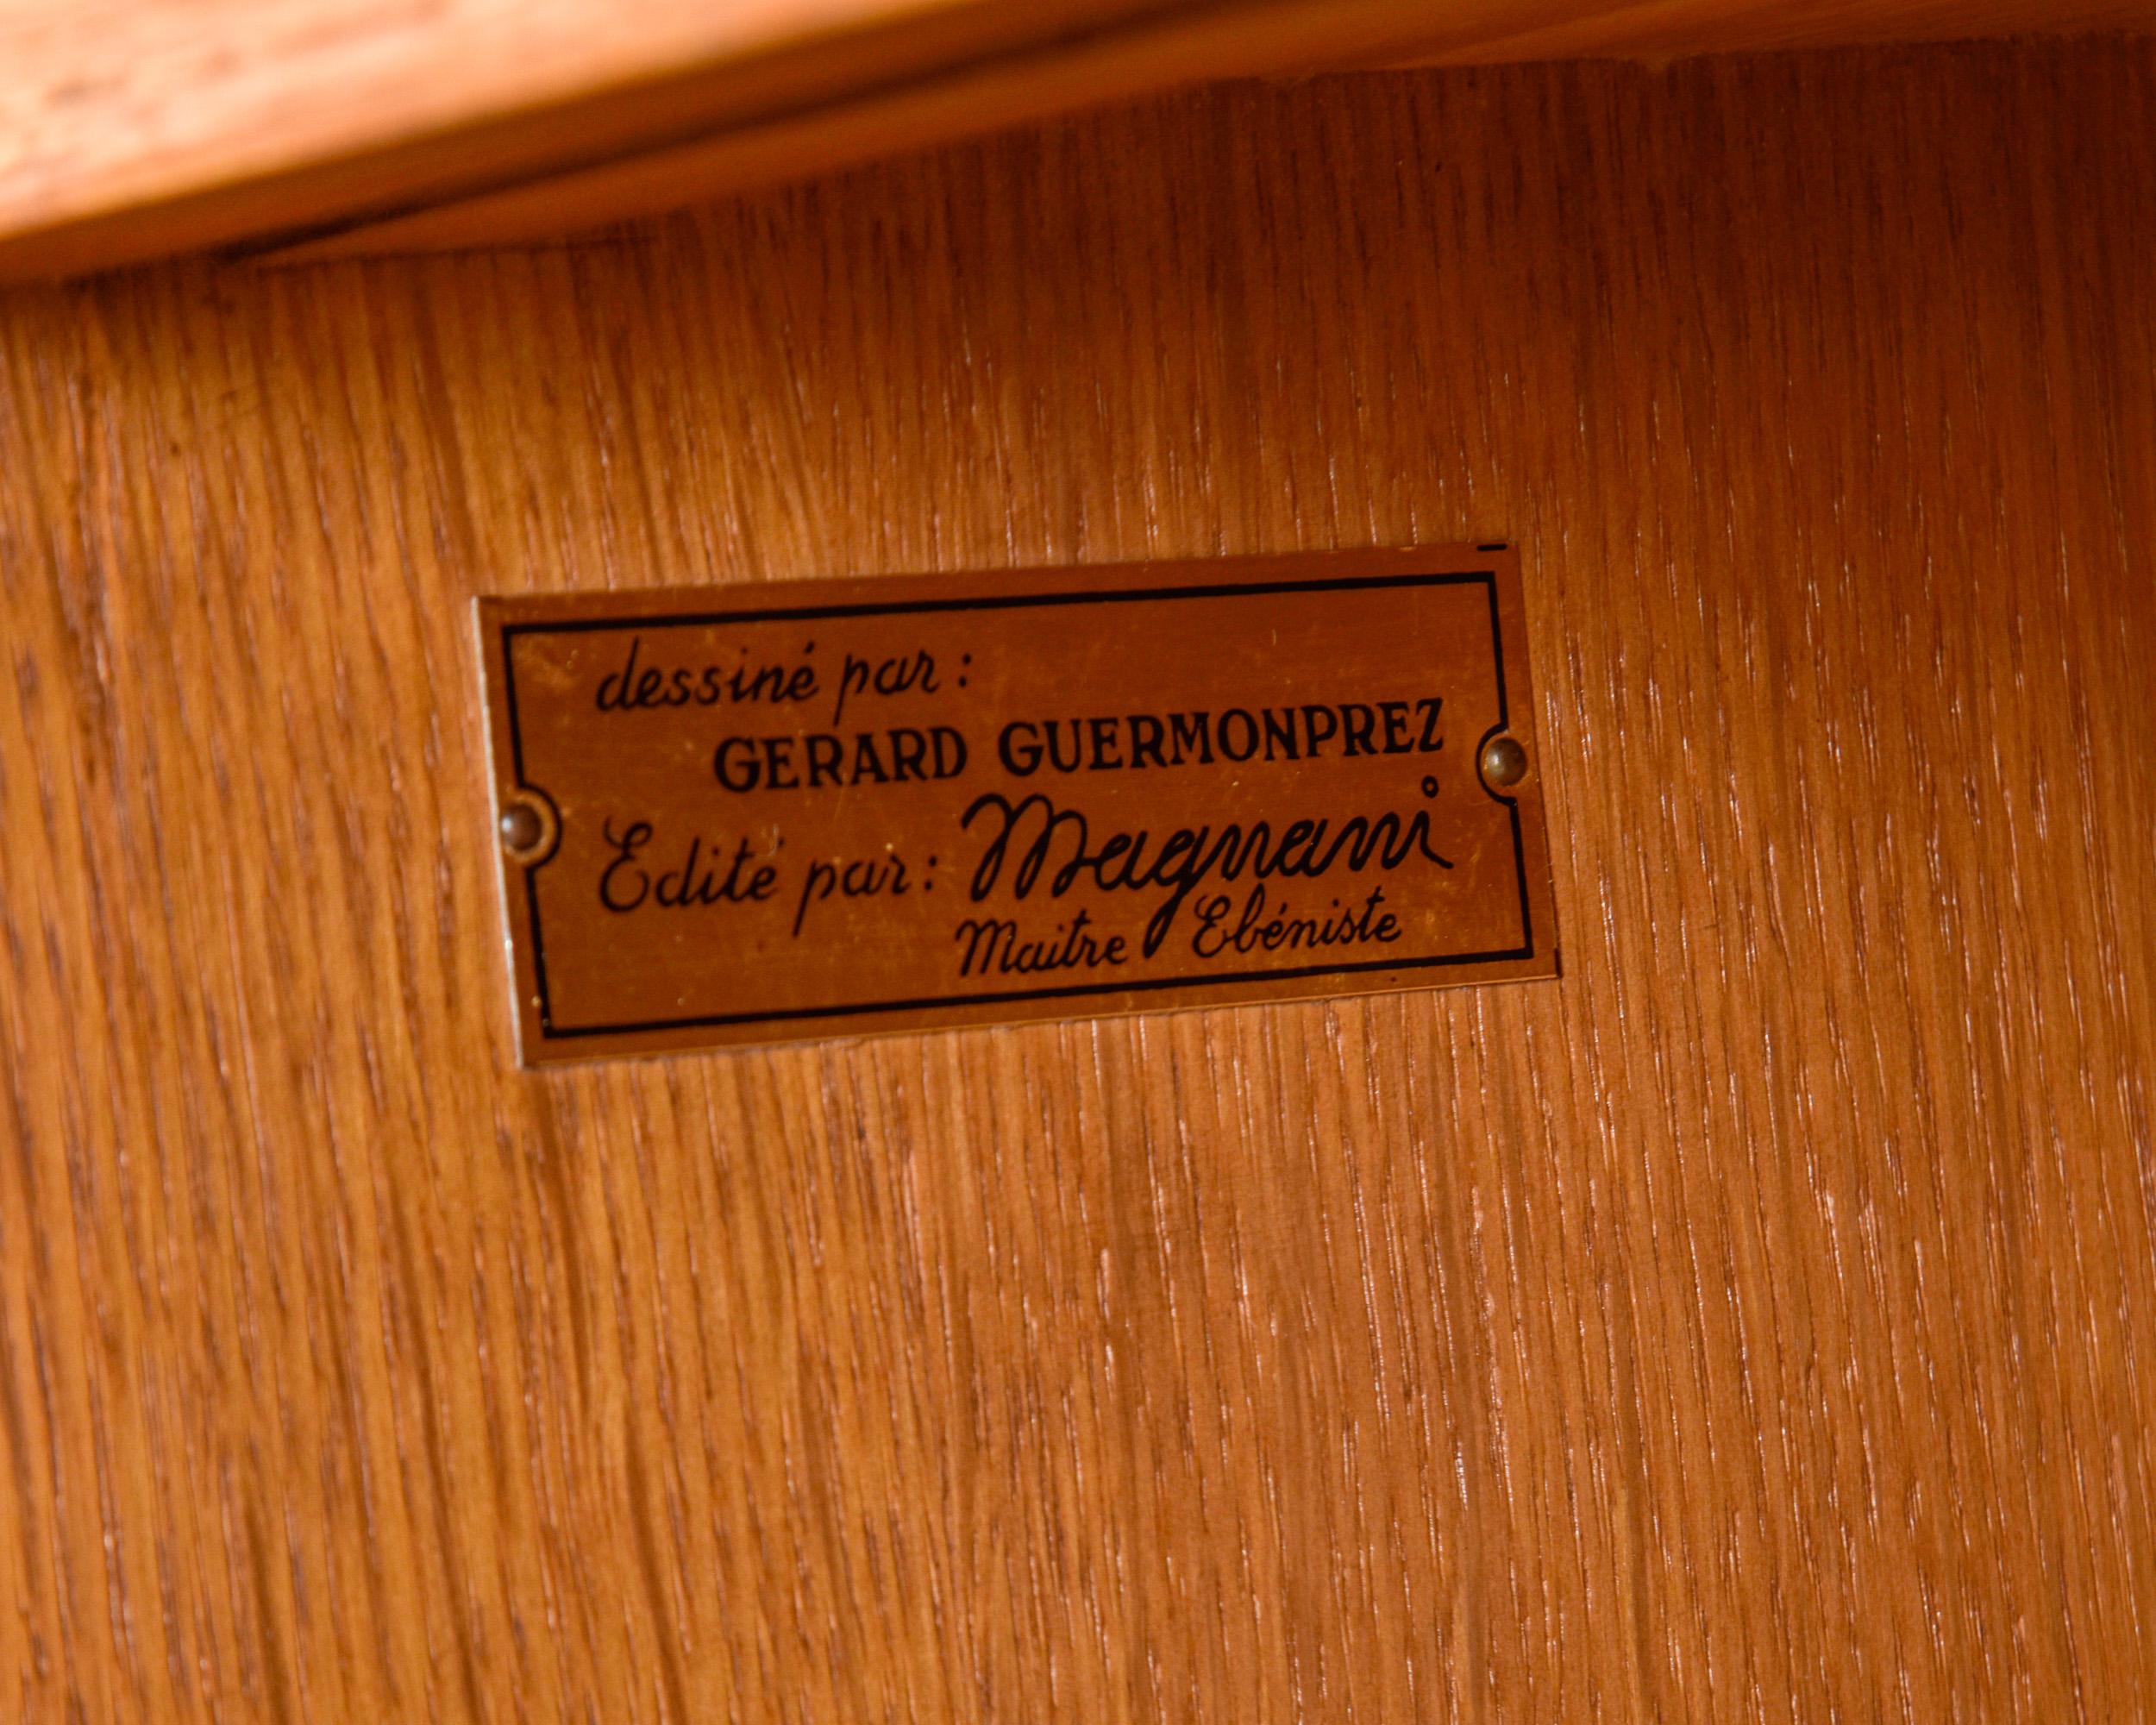 dessiné par :
GERARD GUERMONPREZ
Edité par : Magnani
Maitre Ebéniste